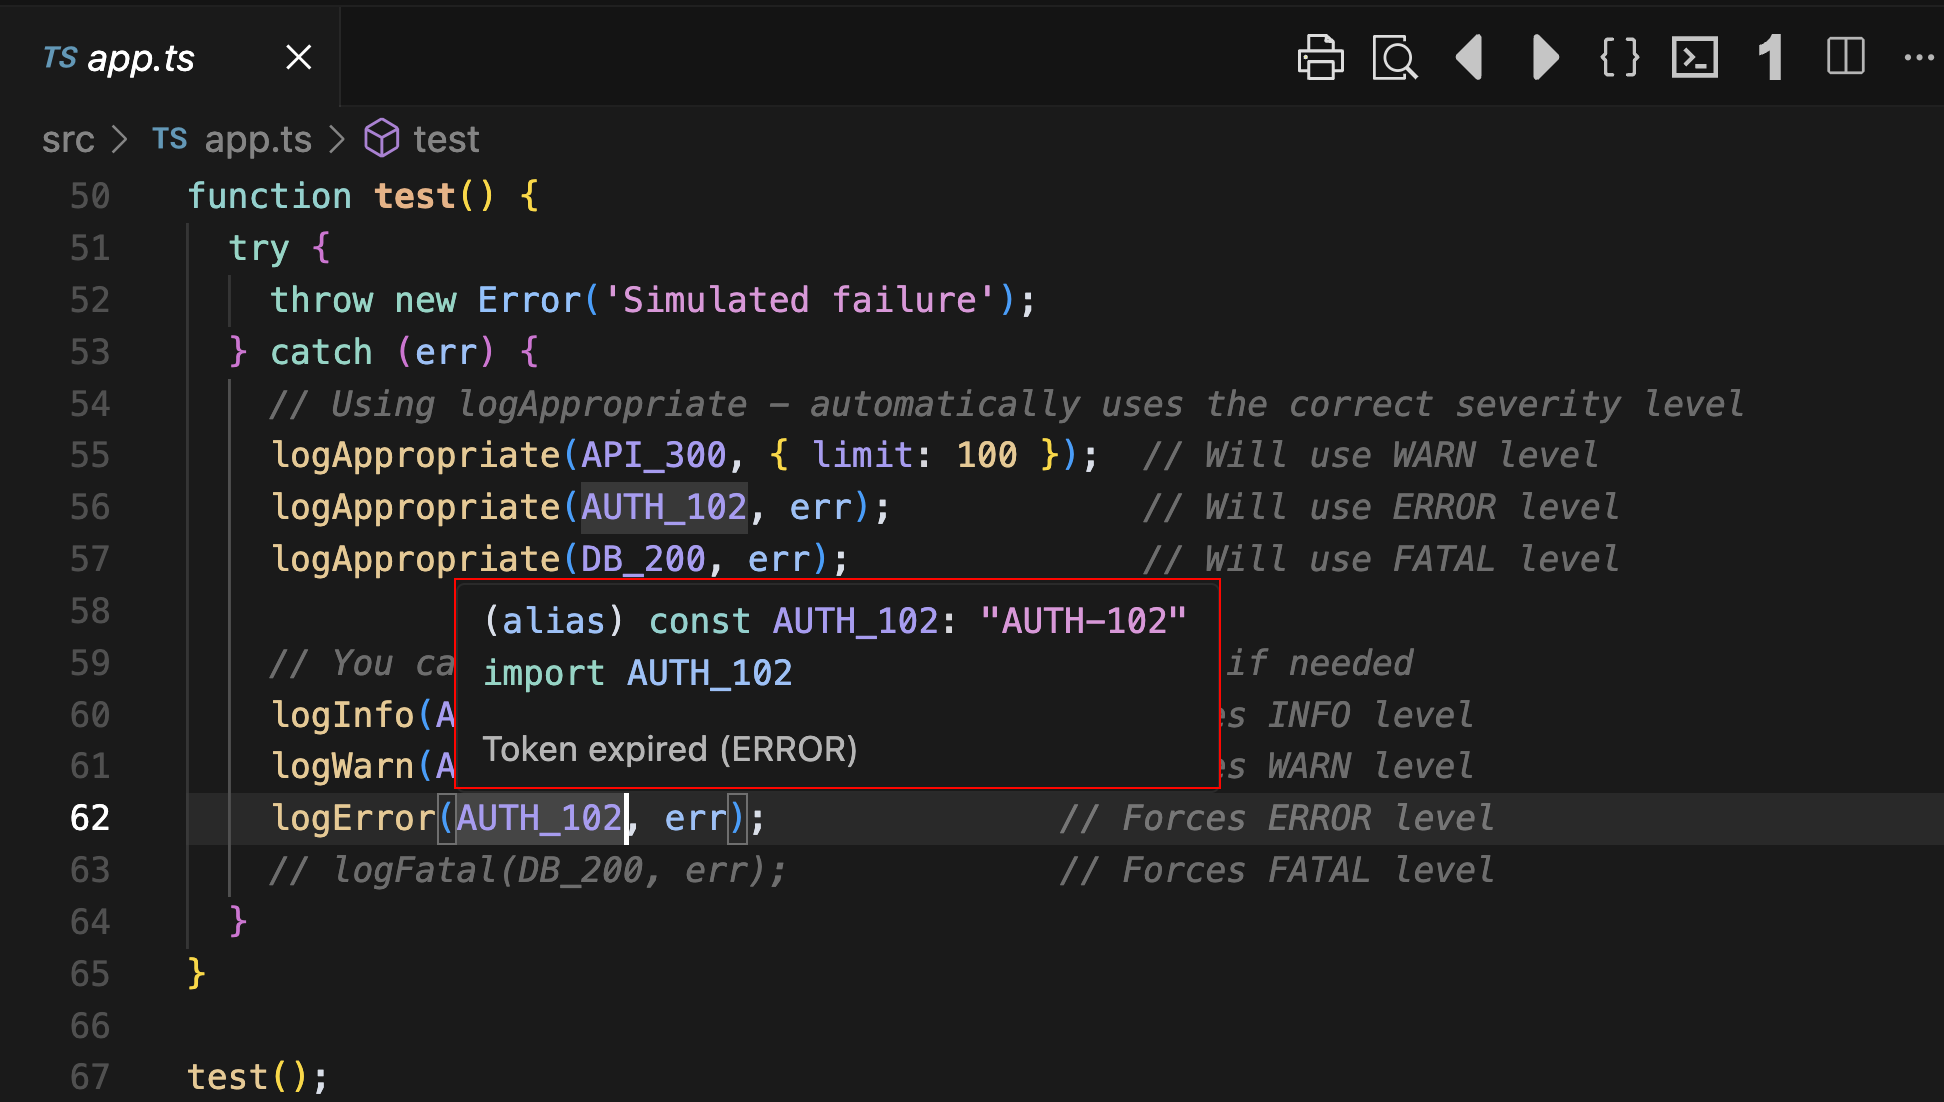 TS app.ts
src > TS app.ts > test
50 function test() {
51 try {
52 throw new Error('Simulated failure');
53 } catch (err) {
54 // Using logAppropriate – automatically uses the correct severity level
55 logAppropriate(API_300, { limit: 100 }); // Will use WARN level
56 logAppropriate(AUTH_102, err); // Will use ERROR level
57 logAppropriate(DB_200, err); // Will use FATAL level
58
(alias) const AUTH_102: "AUTH-102"
import AUTH_102
Token expired (ERROR)
59 // You ca if needed
60 logInfo(A es INFO level
61 logWarn(A es WARN level
62 logError(AUTH_102, err); // Forces ERROR level
63 // logFatal(DB_200, err); // Forces FATAL level
64 }
65 }
66
67 test();